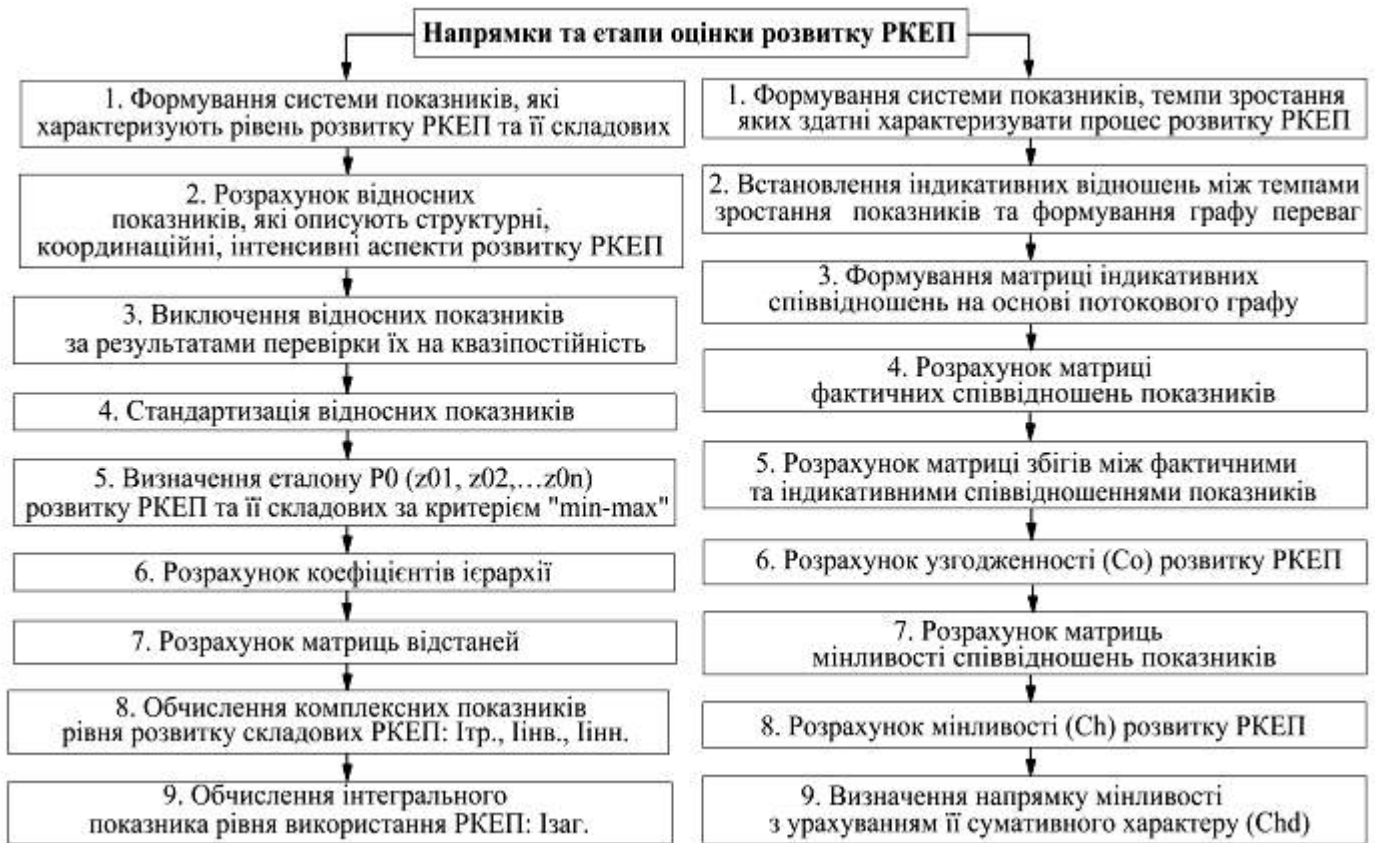 Напрямки та етапи оцінки розвитку РКЕП
1. Формування системи показників, які
характеризують рівень розвитку РКЕП та її складових
2. Розрахунок відносних
показників, які описують структурні,
координаційні, інтенсивні аспекти розвитку РКЕП
3. Виключення відносних показників
за результатами перевірки їх на квазіпостійність
4. Стандартизація відносних показників
5. Визначення еталону P0 (z01, z02,…z0n)
розвитку РКЕП та її складових за критерієм "min-max"
6. Розрахунок коефіцієнтів ієрархії
7. Розрахунок матриць відстаней
8. Обчислення комплексних показників
рівня розвитку складових РКЕП: Ітр., Іінв., Іінн.
9. Обчислення інтегрального
показника рівня використання РКЕП: Ізаг.
1. Формування системи показників, темпи зростання
яких здатні характеризувати процес розвитку РКЕП
2. Встановлення індикативних відношень між темпами
зростання показників та формування графу переваг
3. Формування матриці індикативних
співвідношень на основі потокового графу
4. Розрахунок матриці
фактичних співвідношень показників
5. Розрахунок матриці збігів між фактичними
та індикативними співвідношеннями показників
6. Розрахунок узгодженності (Co) розвитку РКЕП
7. Розрахунок матриць
мінливості співвідношень показників
8. Розрахунок мінливості (Ch) розвитку РКЕП
9. Визначення напрямку мінливості
з урахуванням її сумативного характеру (Chd)